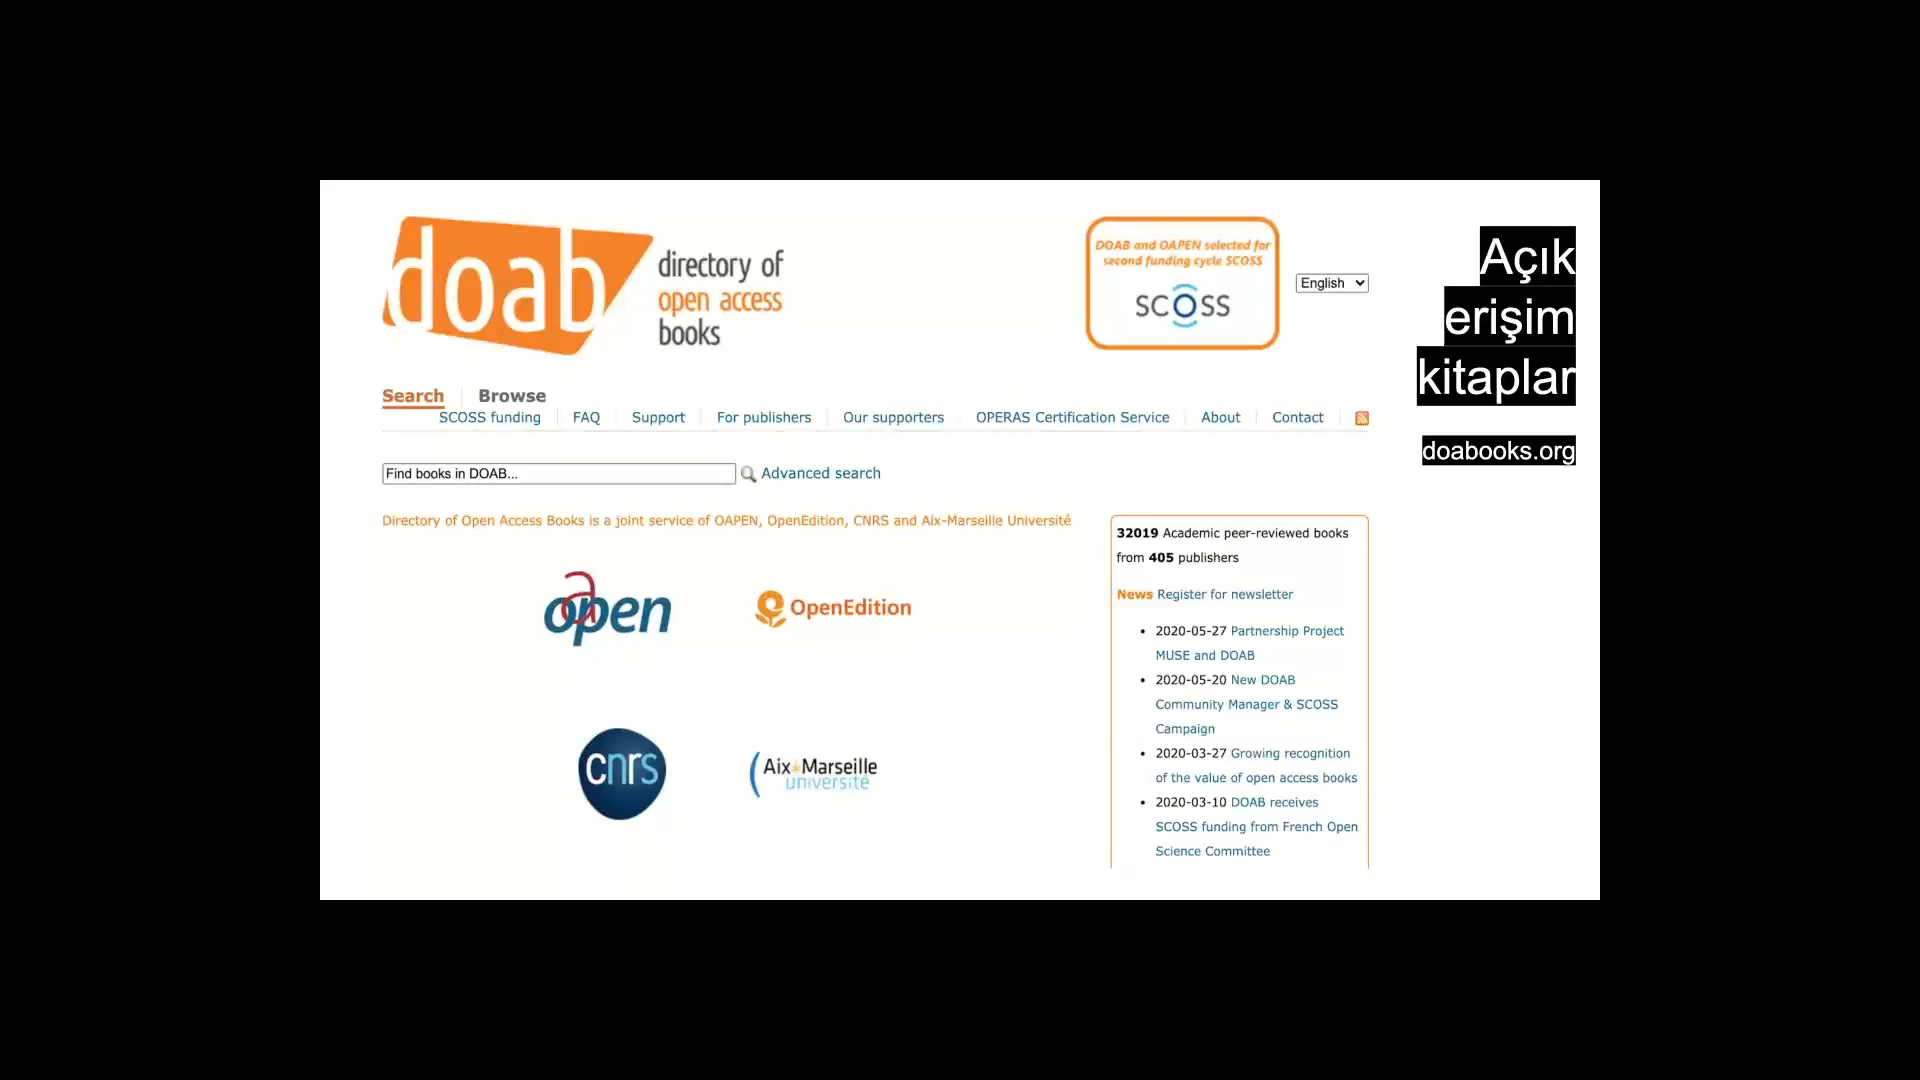 doab
directory of
open access
books
DOAB and OAPEN selected for
second funding cycle SCOSS
SCOSS
English
Açık
erişim
kitaplar
doabooks.org
Search
Browse
SCOSS funding
FAQ
Support
For publishers
Our supporters
OPERAS Certification Service
About
Contact
Find books in DOAB...
Advanced search
Directory of Open Access Books is a joint service of OAPEN, OpenEdition, CNRS and Aix-Marseille Université
oapen
OpenEdition
cnrs
Aix*Marseille
université
32019 Academic peer-reviewed books
from 405 publishers
News Register for newsletter
• 2020-05-27 Partnership Project
MUSE and DOAB
• 2020-05-20 New DOAB
Community Manager & SCOSS
Campaign
• 2020-03-27 Growing recognition
of the value of open access books
• 2020-03-10 DOAB receives
SCOSS funding from French Open
Science Committee